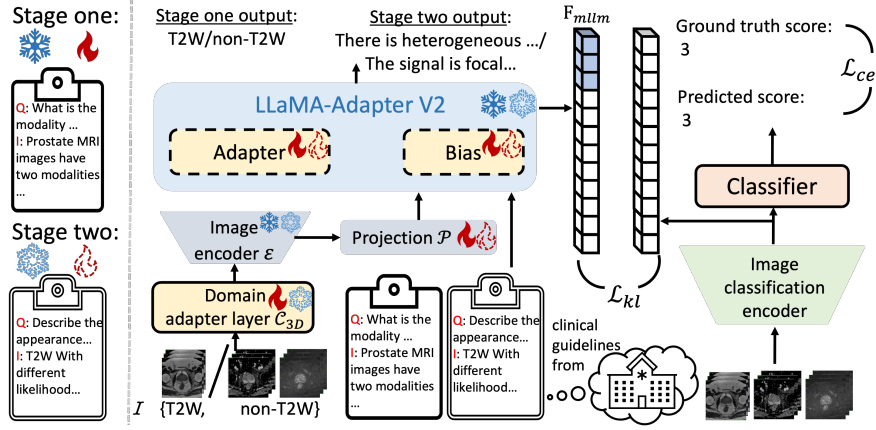 Stage one:
Q: What is the
modality ...
I: Prostate MRI
images have
two modalities
...
Stage two:
Q: Describe the
appearance...
I: T2W With
different
likelihood...
Stage one output:
T2W/non-T2W
Stage two output:
There is heterogeneous .../
The signal is focal...
LLaMA-Adapter V2
Adapter
Bias
Image
encoder ℰ
Projection 𝒫
Domain
adapter layer 𝒞3D
ℐ {T2W, non-T2W}
Q: What is the
modality ...
I: Prostate MRI
images have
two modalities
...
Q: Describe the
appearance...
I: T2W With
different
likelihood...
clinical
guidelines
from
Fmllm
ℒkl
Ground truth score:
3
Predicted score:
3
ℒce
Classifier
Image
classification
encoder